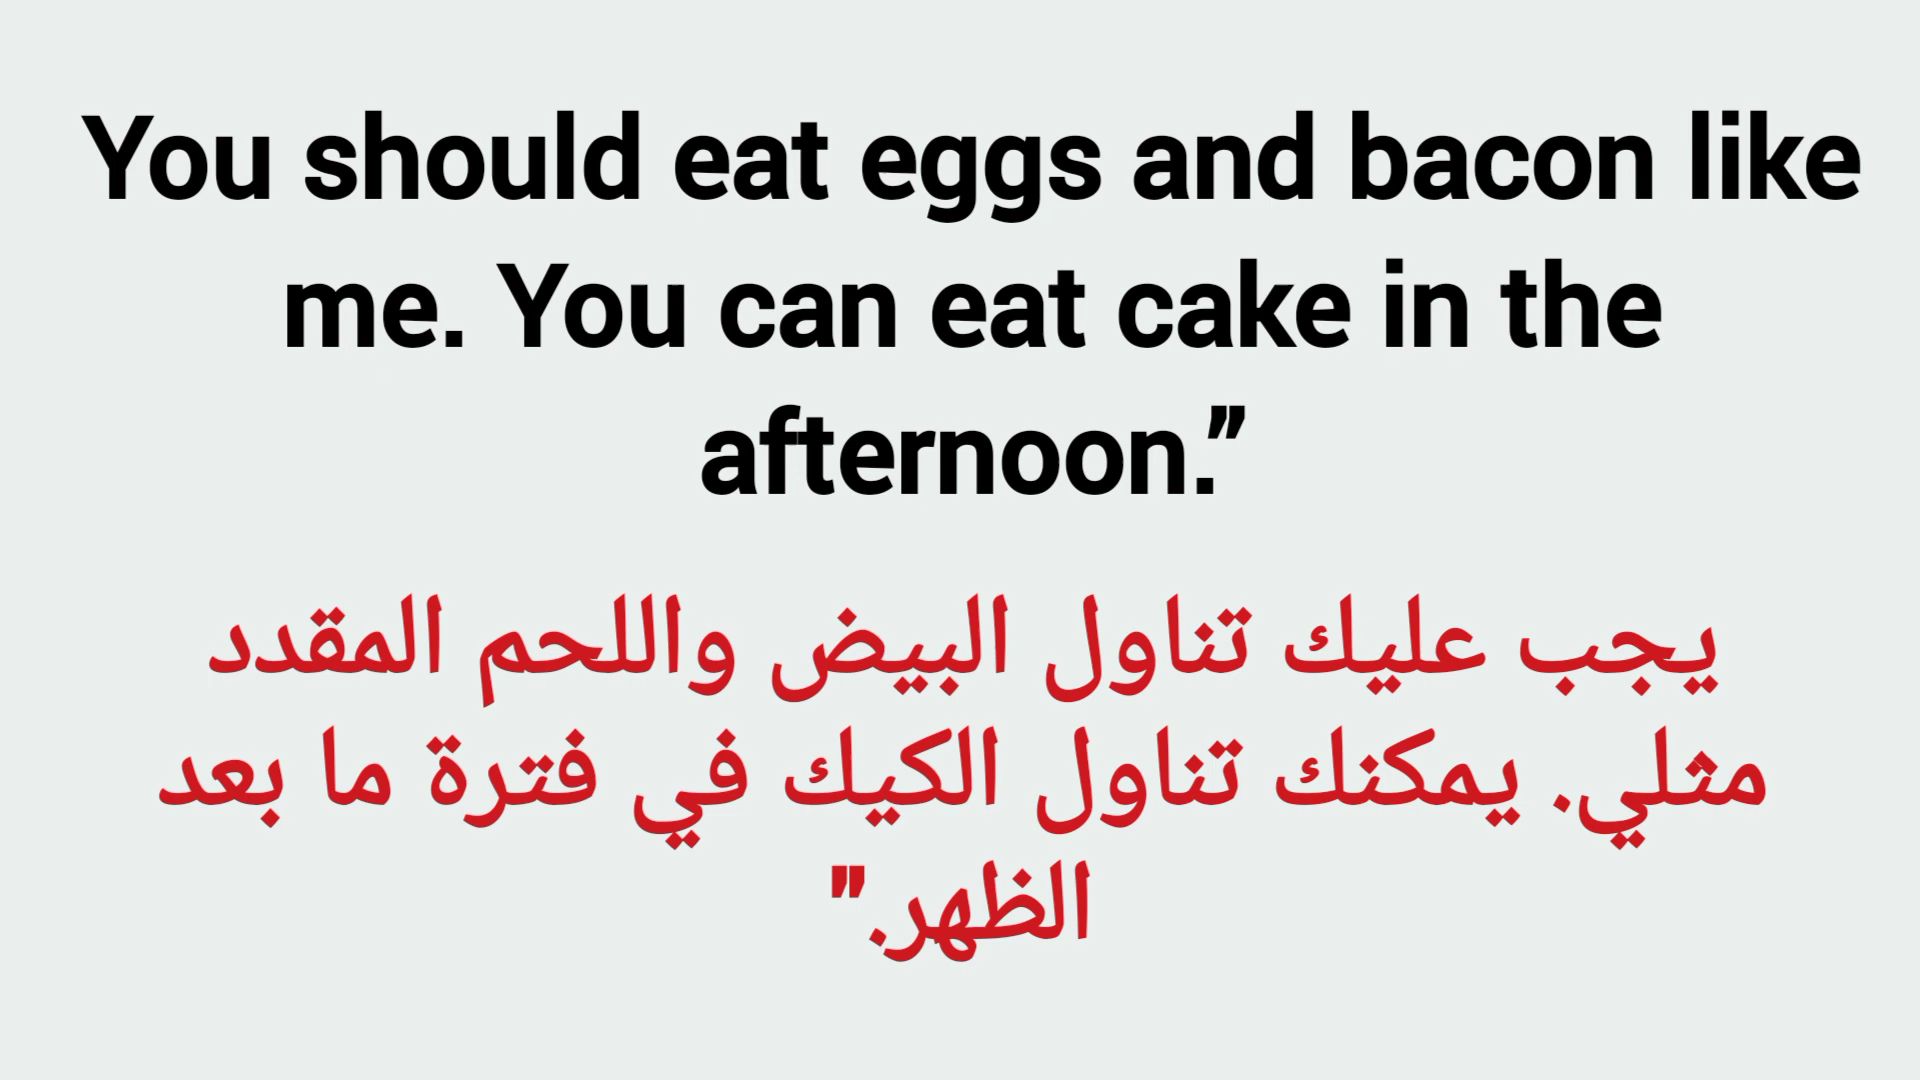 You should eat eggs and bacon like
me. You can eat cake in the
afternoon.”
يجب عليك تناول البيض واللحم المقدد
مثلي. يمكنك تناول الكيك في فترة ما بعد
الظهر."